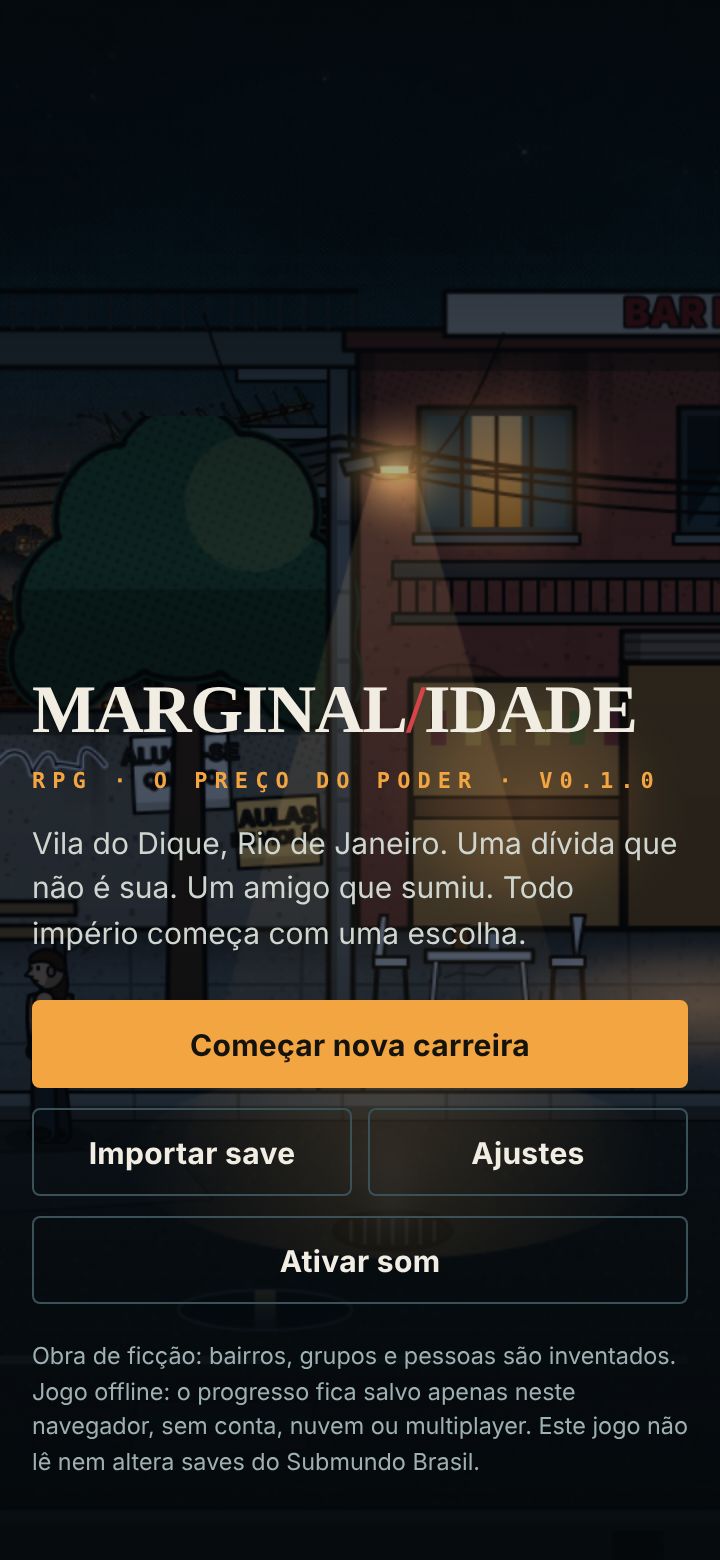 BAR
MARGINAL/IDADE
RPG · O PREÇO DO PODER · V0.1.0
AULAS
Vila do Dique, Rio de Janeiro. Uma dívida que
não é sua. Um amigo que sumiu. Todo
império começa com uma escolha.
Começar nova carreira
Importar save
Ajustes
Ativar som
Obra de ficção: bairros, grupos e pessoas são inventados.
Jogo offline: o progresso fica salvo apenas neste
navegador, sem conta, nuvem ou multiplayer. Este jogo não
lê nem altera saves do Submundo Brasil.